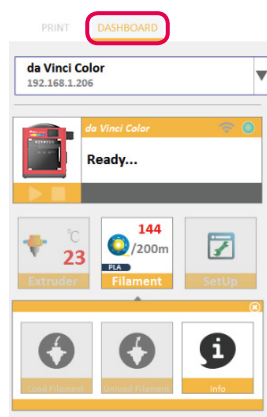 PRINT DASHBOARD
da Vinci Color
192.168.1.206
da Vinci Color
Ready...
°C
23
Extruder
144
/200m
PLA
Filament
SetUp
Load Filament
Unload Filament
Info